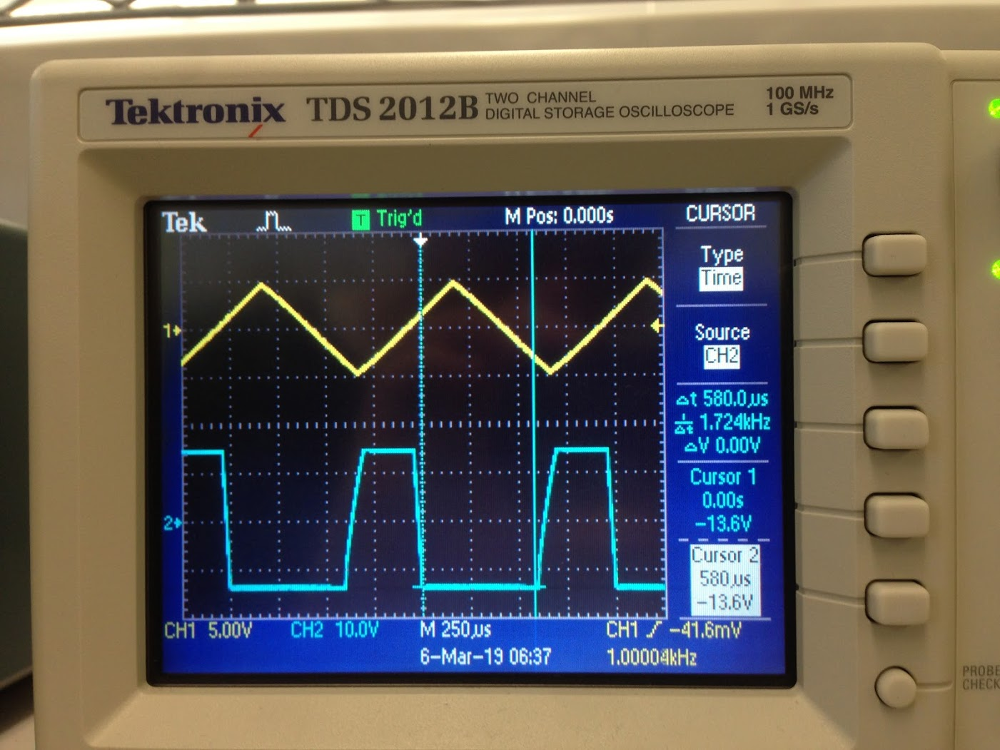 Tektronix TDS 2012B TWO CHANNEL DIGITAL STORAGE OSCILLOSCOPE 100 MHz 1 GS/s
Tek T Trig'd M Pos: 0.000s CURSOR
Type
Time
1
Source
CH2
Δt 580.0µs
1/Δt 1.724kHz
ΔV 0.00V
Cursor 1
0.00s
-13.6V
2
Cursor 2
580µs
-13.6V
CH1 5.00V CH2 10.0V M 250µs CH1 -41.6mV
6-Mar-19 06:37 1.00004kHz
PROBE
CHECK